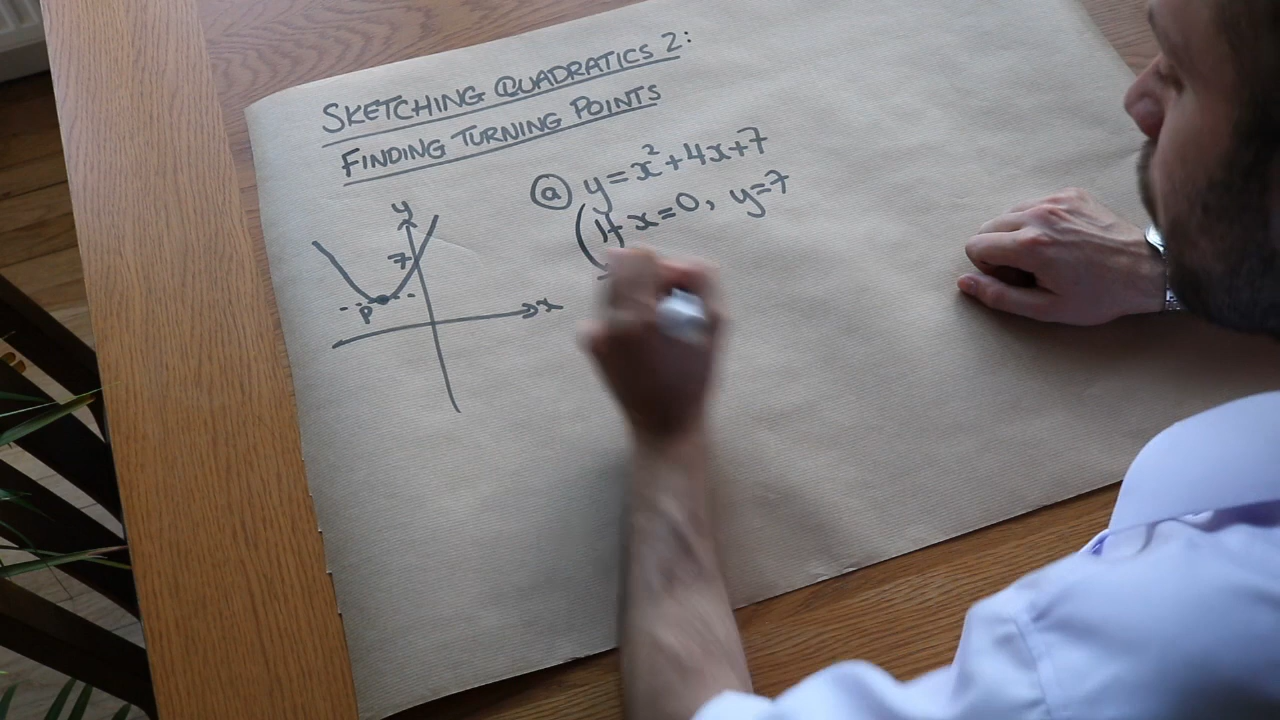 SKETCHING QUADRATICS 2:
FINDING TURNING POINTS
ⓐ y=x²+4x+7
(If x=0, y=7
y
7
P
x